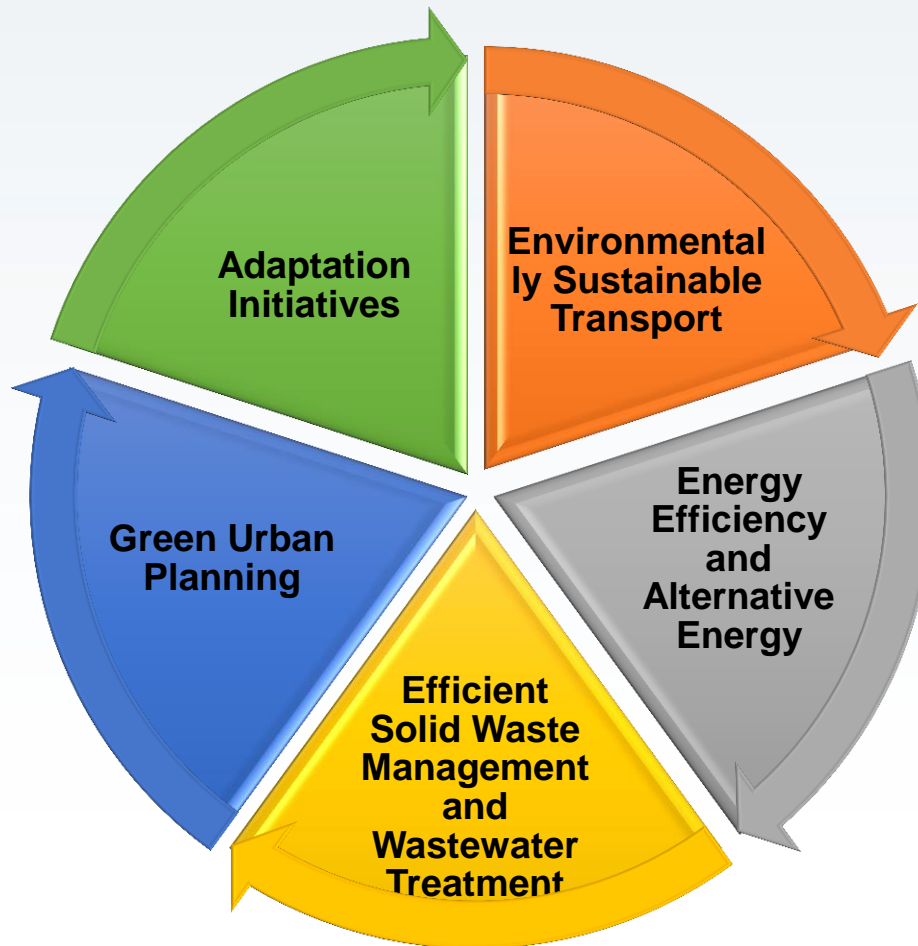 Environmental
ly Sustainable
Transport
Energy
Efficiency
and
Alternative
Energy
Efficient
Solid Waste
Management
and
Wastewater
Treatment
Green Urban
Planning
Adaptation
Initiatives